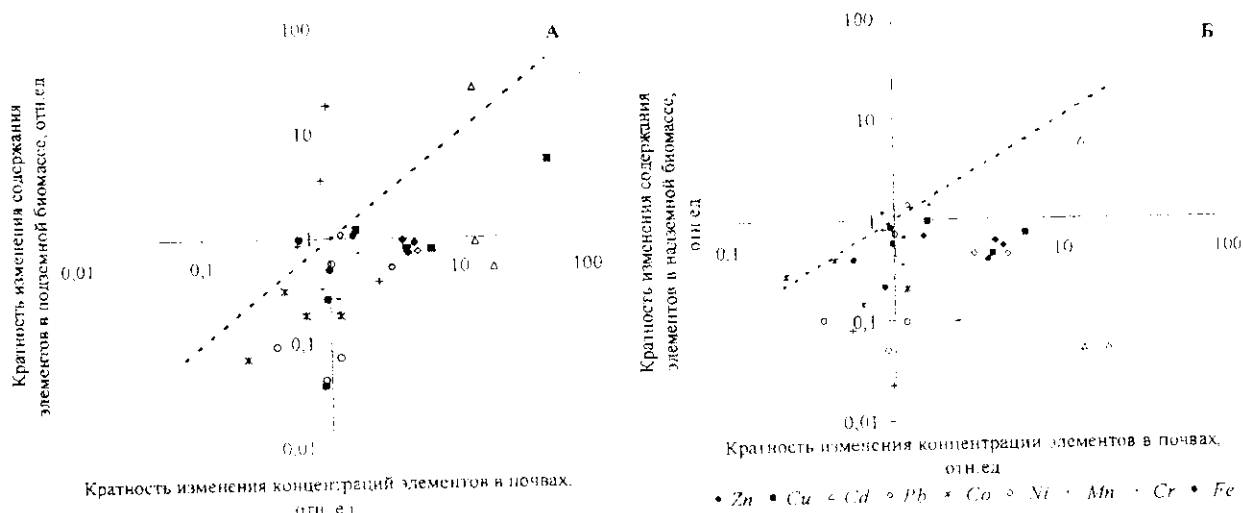 100
А
Кратность изменения содержания
элементов в подземной биомассе, отн.ед
10
1
0,01
0,1
10
100
0,1
0,01
Кратность изменения концентраций элементов в почвах,
отн. ед
100
Б
Кратность изменения содержания
элементов в надземной биомассе,
отн.ед
10
0.1
1
10
100
0,1
0,01
Кратность изменения концентрации элементов в почвах,
отн.ед
Zn Cu Cd Pb Co Ni Mn Cr Fe